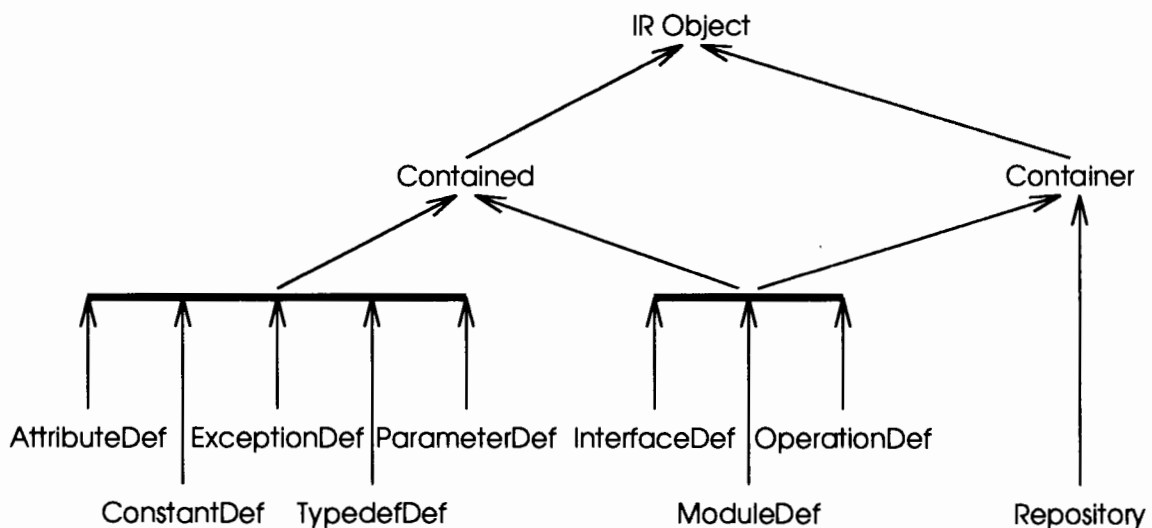 IR Object
Contained Container
AttributeDef ExceptionDef ParameterDef InterfaceDef OperationDef
ConstantDef TypedefDef ModuleDef Repository